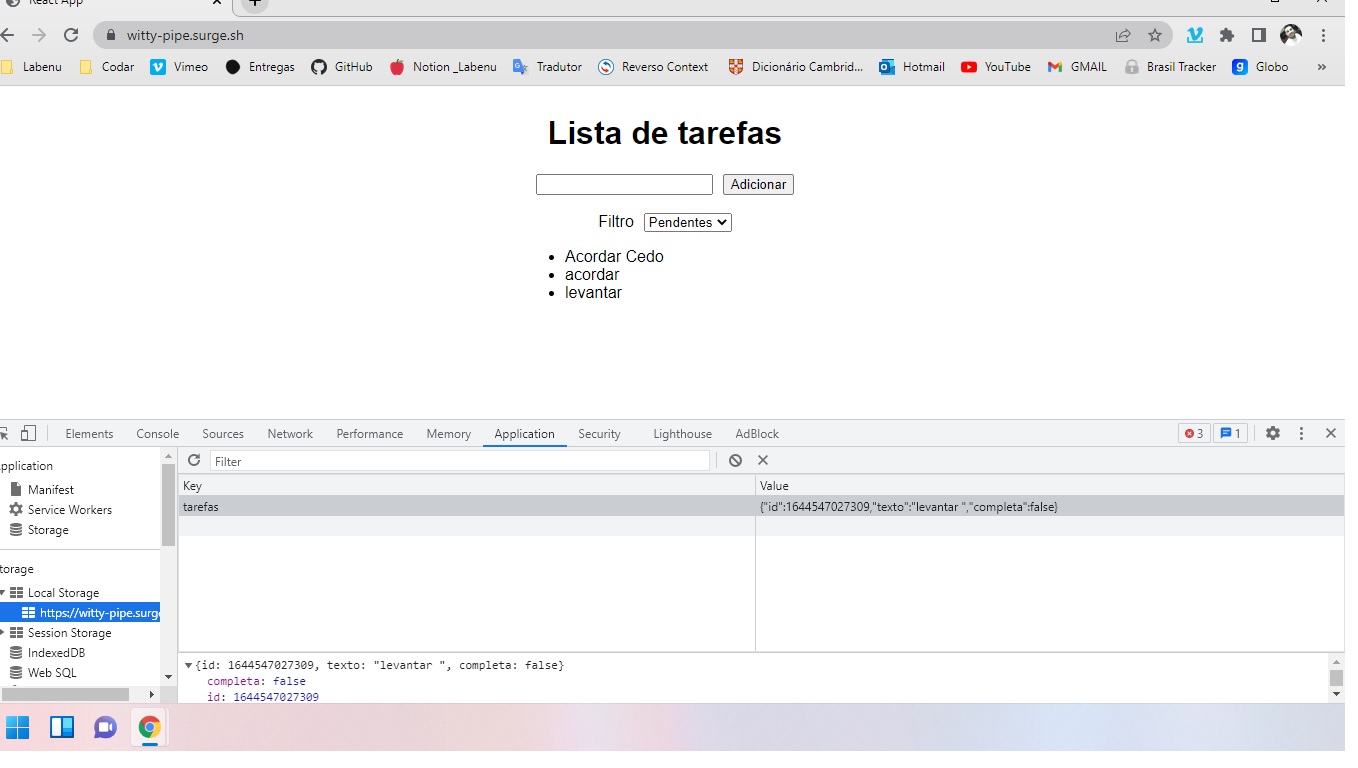 React App
witty-pipe.surge.sh
Labenu Codar Vimeo Entregas GitHub Notion _Labenu Tradutor Reverso Context Dicionário Cambrid... Hotmail YouTube GMAIL Brasil Tracker Globo »
Lista de tarefas
Adicionar
Filtro Pendentes
Acordar Cedo
acordar
levantar
Elements Console Sources Network Performance Memory Application Security Lighthouse AdBlock 3 1
pplication
Filter
Manifest
Service Workers
Storage
Key Value
tarefas {"id":1644547027309,"texto":"levantar ","completa":false}
torage
Local Storage
https://witty-pipe.surge
Session Storage
IndexedDB
Web SQL
{id: 1644547027309, texto: "levantar ", completa: false}
completa: false
id: 1644547027309